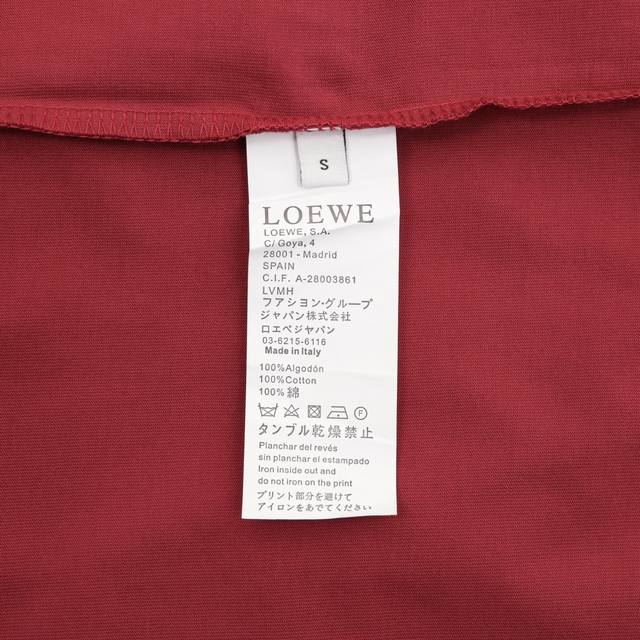 S
LOEWE
LOEWE, S.A.
C/ Goya, 4
28001 - Madrid
SPAIN
C.I.F. A-28003861
LVMH
フアシヨン·グループ
ジャパン株式会社
ロエベジャパン
03-6215-6116
Made in Italy
100%Algodón
100%Cotton
100%綿
F
タンブル乾燥禁止
Planchar del revés
sin planchar el estampado
Iron inside out and
do not iron on the print
プリント部分を避けて
アイロンをあてください